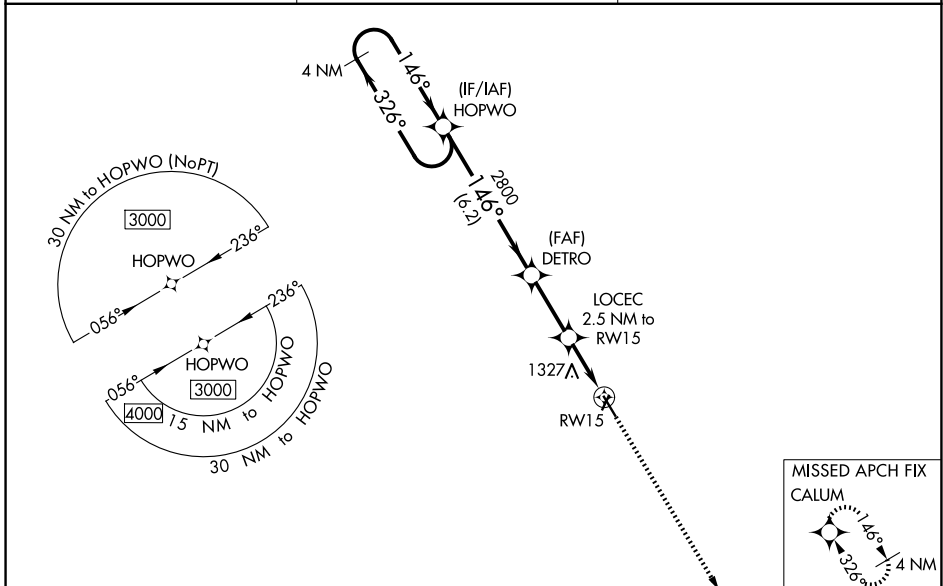 4 NM
146°
326°
(IF/IAF)
HOPWO
2800
146°
(6.2)
(FAF)
DETRO
LOCEC
2.5 NM to
RW15
1327
RW15
30 NM to HOPWO (NoPT)
3000
HOPWO
236°
056°
236°
HOPWO
056°
3000
4000
15 NM to HOPWO
30 NM to HOPWO
MISSED APCH FIX
CALUM
146°
326°
4 NM